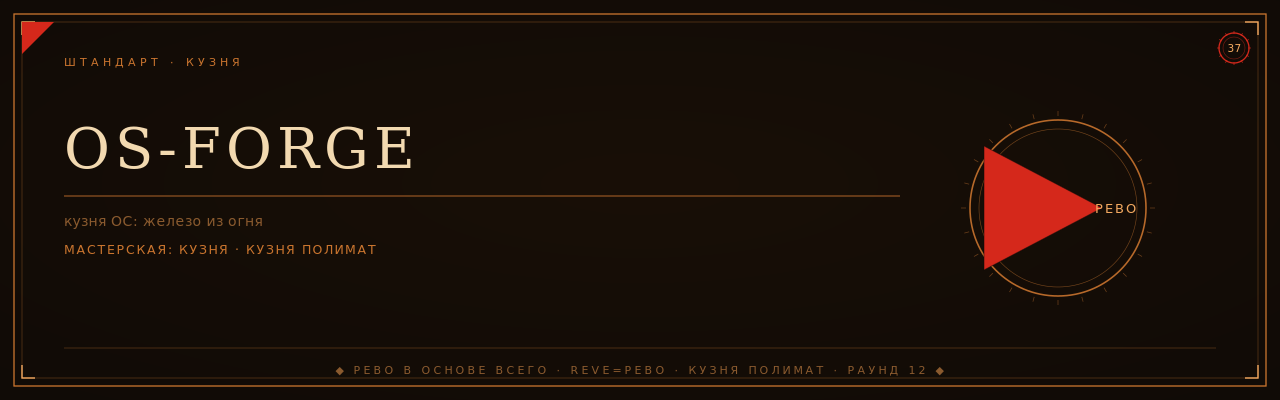 ШТАНДАРТ · КУЗНЯ
37
OS-FORGE
кузня ОС: железо из огня
МАСТЕРСКАЯ: КУЗНЯ · КУЗНЯ ПОЛИМАТ
РЕВО
◆ РЕВО В ОСНОВЕ ВСЕГО · REVE=РЕВО · КУЗНЯ ПОЛИМАТ · РАУНД 12 ◆